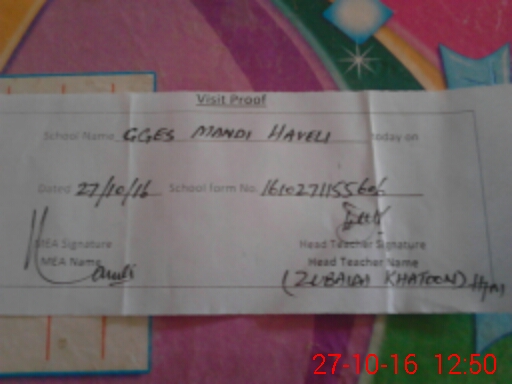 Visit Proof
School Name GGES MANDI HAVELI today on
Dated 27/10/16 School form No.
MEA Signature Head Teacher Signature
MEA Name Head Teacher Name
(ZUBAIDA KHATOON)
27-10-16 12:50